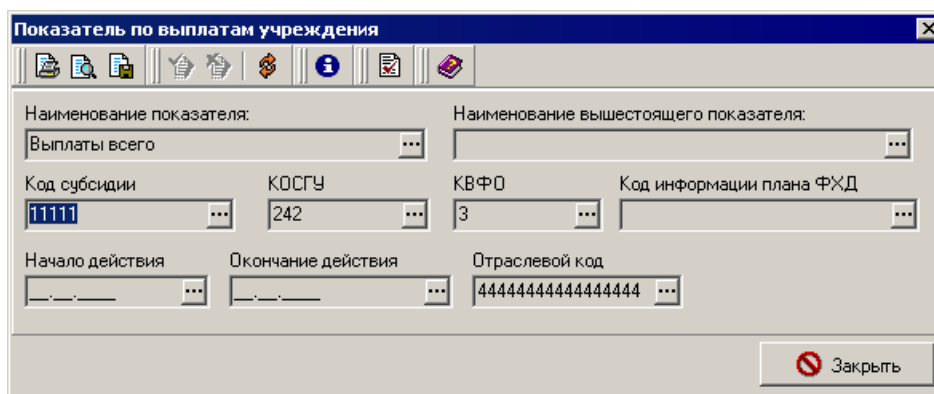 Показатель по выплатам учреждения
Наименование показателя: Наименование вышестоящего показателя:
Выплаты всего
Код субсидии КОСГУ КВФО Код информации плана ФХД
11111 242 3
Начало действия Окончание действия Отраслевой код
__.__.____ __.__.____ 44444444444444444
Закрыть